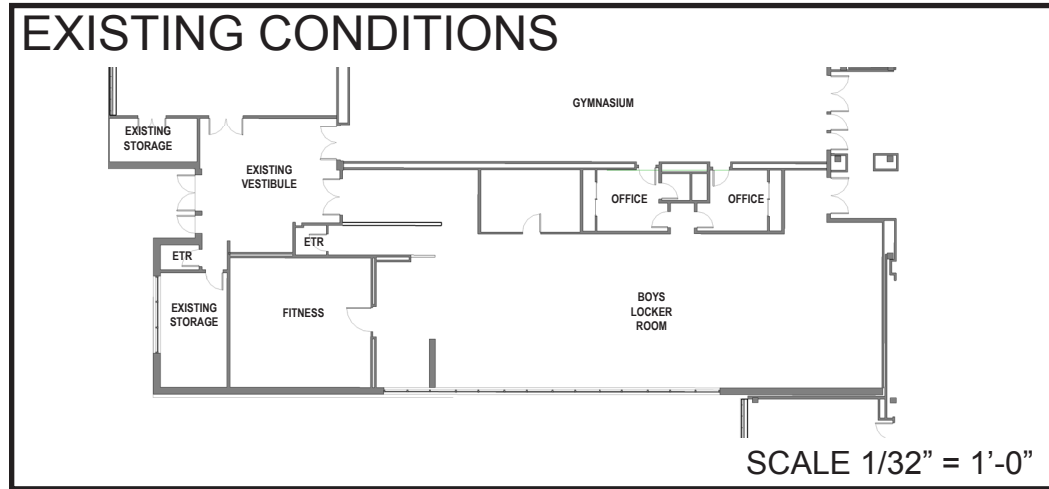 EXISTING CONDITIONS
GYMNASIUM
EXISTING
STORAGE
EXISTING
VESTIBULE
OFFICE
OFFICE
ETR
ETR
EXISTING
STORAGE
FITNESS
BOYS
LOCKER
ROOM
SCALE 1/32” = 1’-0”